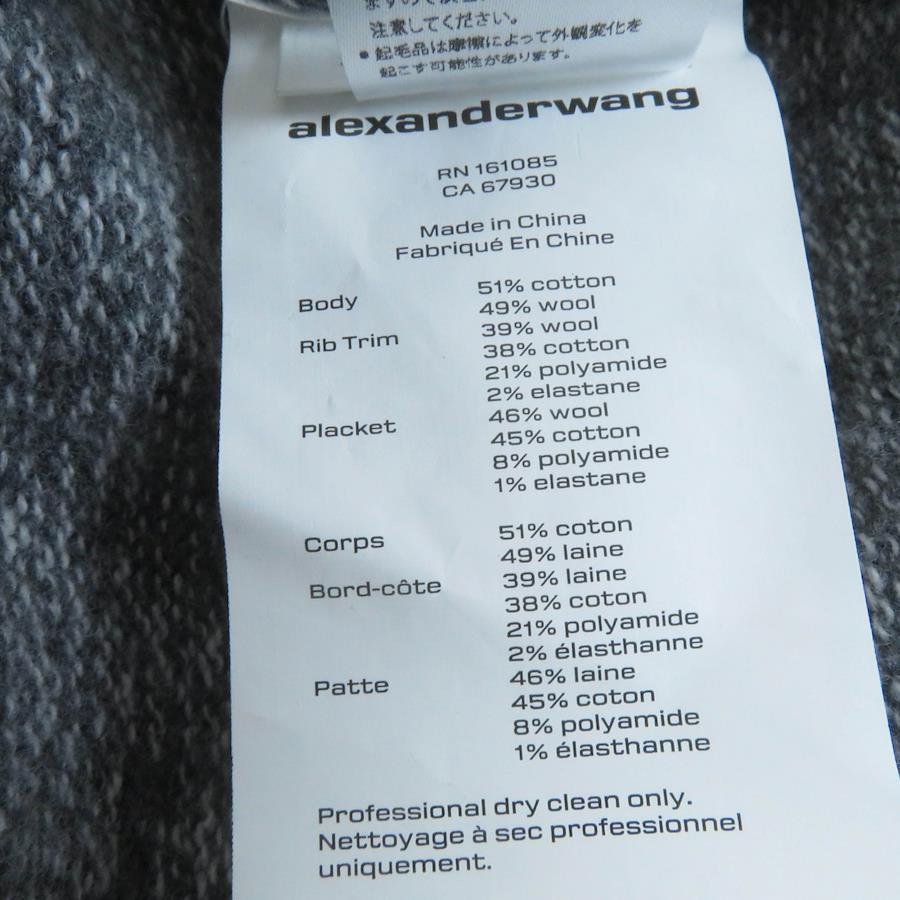 注意してください。
● 起毛品は摩擦によって外観変化を
起こす可能性があります。
alexanderwang
RN 161085
CA 67930
Made in China
Fabriqué En Chine
Body 51% cotton
49% wool
Rib Trim 39% wool
38% cotton
21% polyamide
2% elastane
Placket 46% wool
45% cotton
8% polyamide
1% elastane
Corps 51% coton
49% laine
Bord-côte 39% laine
38% coton
21% polyamide
2% élasthanne
Patte 46% laine
45% coton
8% polyamide
1% élasthanne
Professional dry clean only.
Nettoyage à sec professionnel
uniquement.